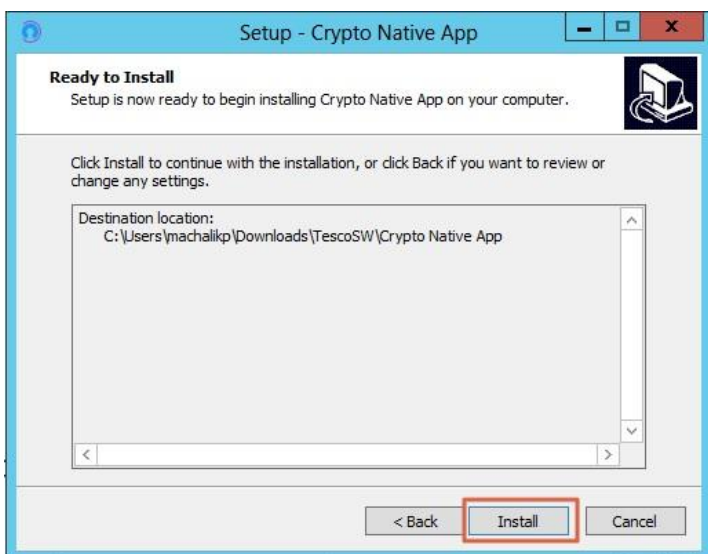 Setup - Crypto Native App
Ready to Install
Setup is now ready to begin installing Crypto Native App on your computer.
Click Install to continue with the installation, or click Back if you want to review or
change any settings.
Destination location:
C:\Users\machalikp\Downloads\TescoSW\Crypto Native App
< Back
Install
Cancel